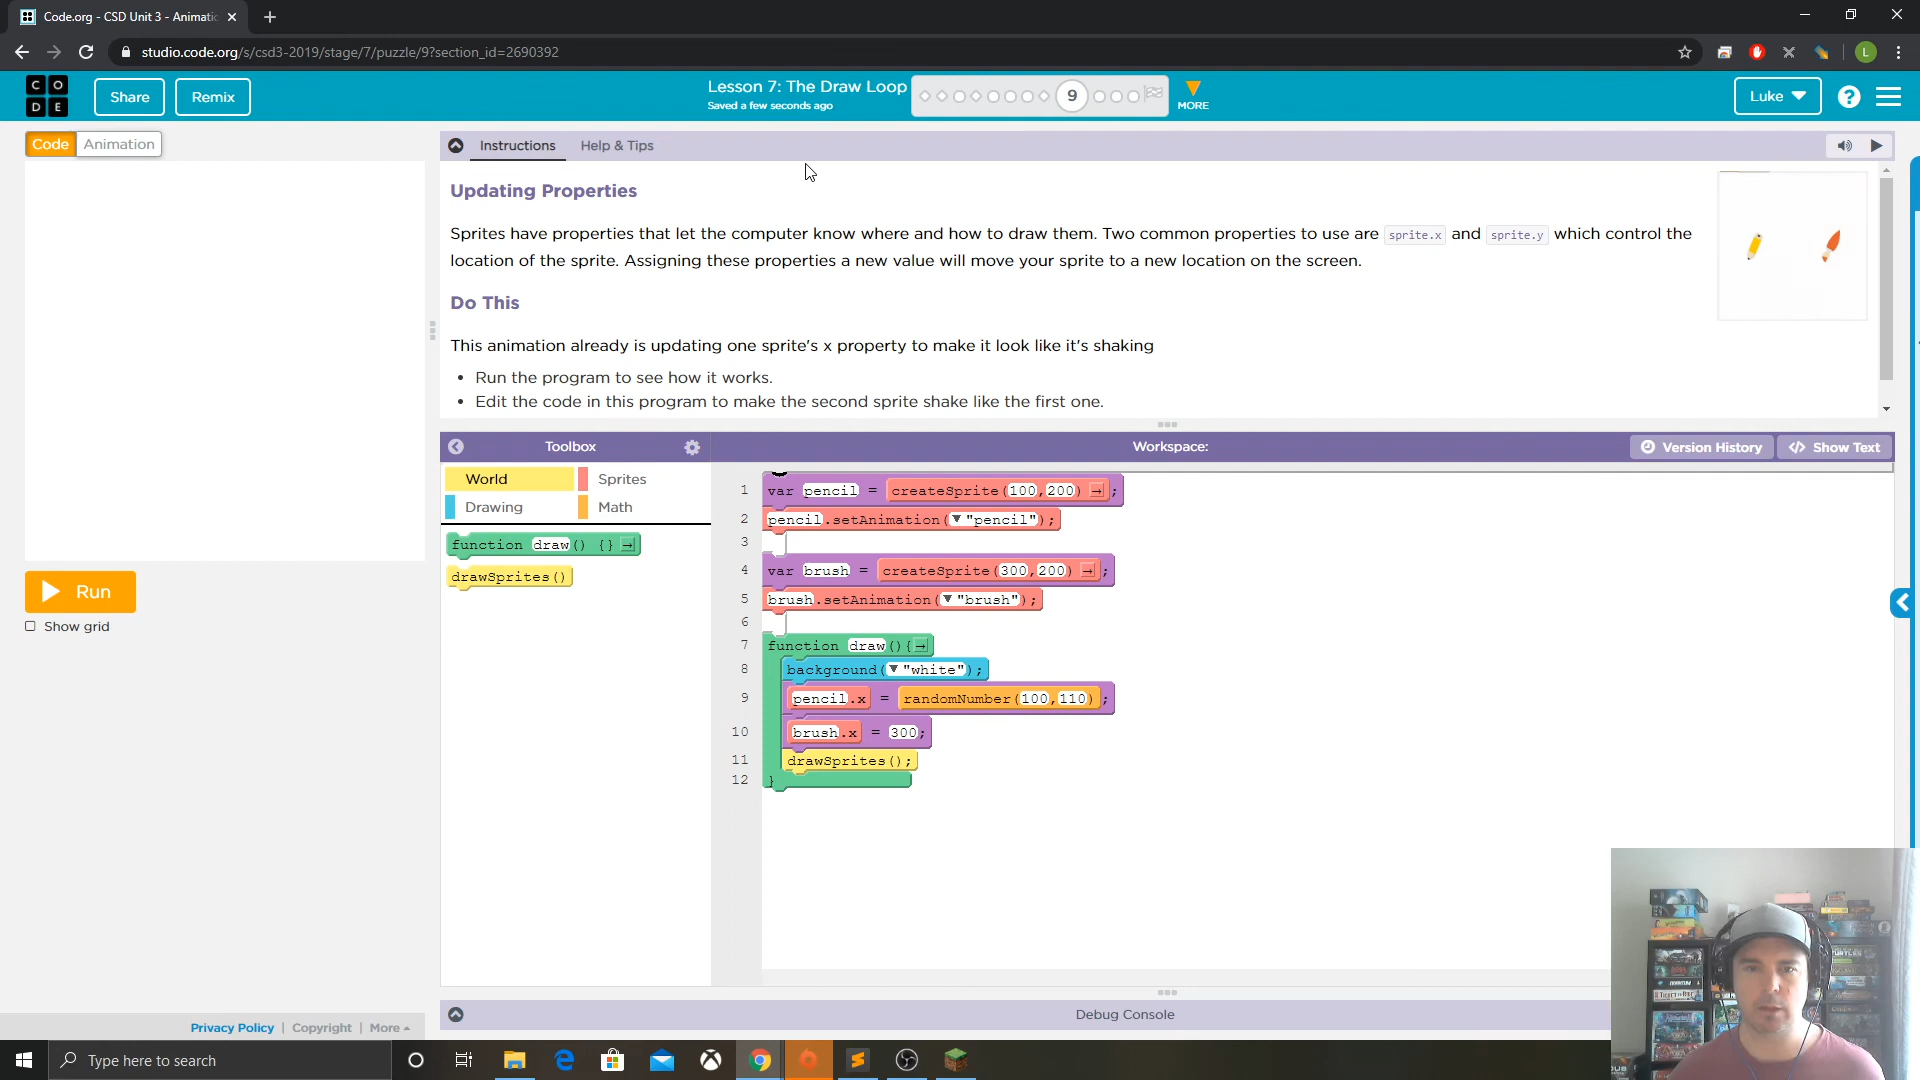 Code.org - CSD Unit 3 - Animatic
studio.code.org/s/csd3-2019/stage/7/puzzle/9?section_id=2690392
L
C O D E
Share
Remix
Lesson 7: The Draw Loop
Saved a few seconds ago
9
MORE
Luke
?
Code
Animation
Instructions
Help & Tips
Updating Properties
Sprites have properties that let the computer know where and how to draw them. Two common properties to use are sprite.x and sprite.y which control the
location of the sprite. Assigning these properties a new value will move your sprite to a new location on the screen.
Do This
This animation already is updating one sprite's x property to make it look like it's shaking
• Run the program to see how it works.
• Edit the code in this program to make the second sprite shake like the first one.
Run
Show grid
Toolbox
World
Sprites
Drawing
Math
function draw() {}
drawSprites()
Workspace:
Version History
Show Text
1 var pencil = createSprite(100,200);
2 pencil.setAnimation("pencil");
3
4 var brush = createSprite(300,200);
5 brush.setAnimation("brush");
6
7 function draw(){
8 background("white");
9 pencil.x = randomNumber(100,110);
10 brush.x = 300;
11 drawSprites();
12 }
Debug Console
Privacy Policy | Copyright | More
Type here to search